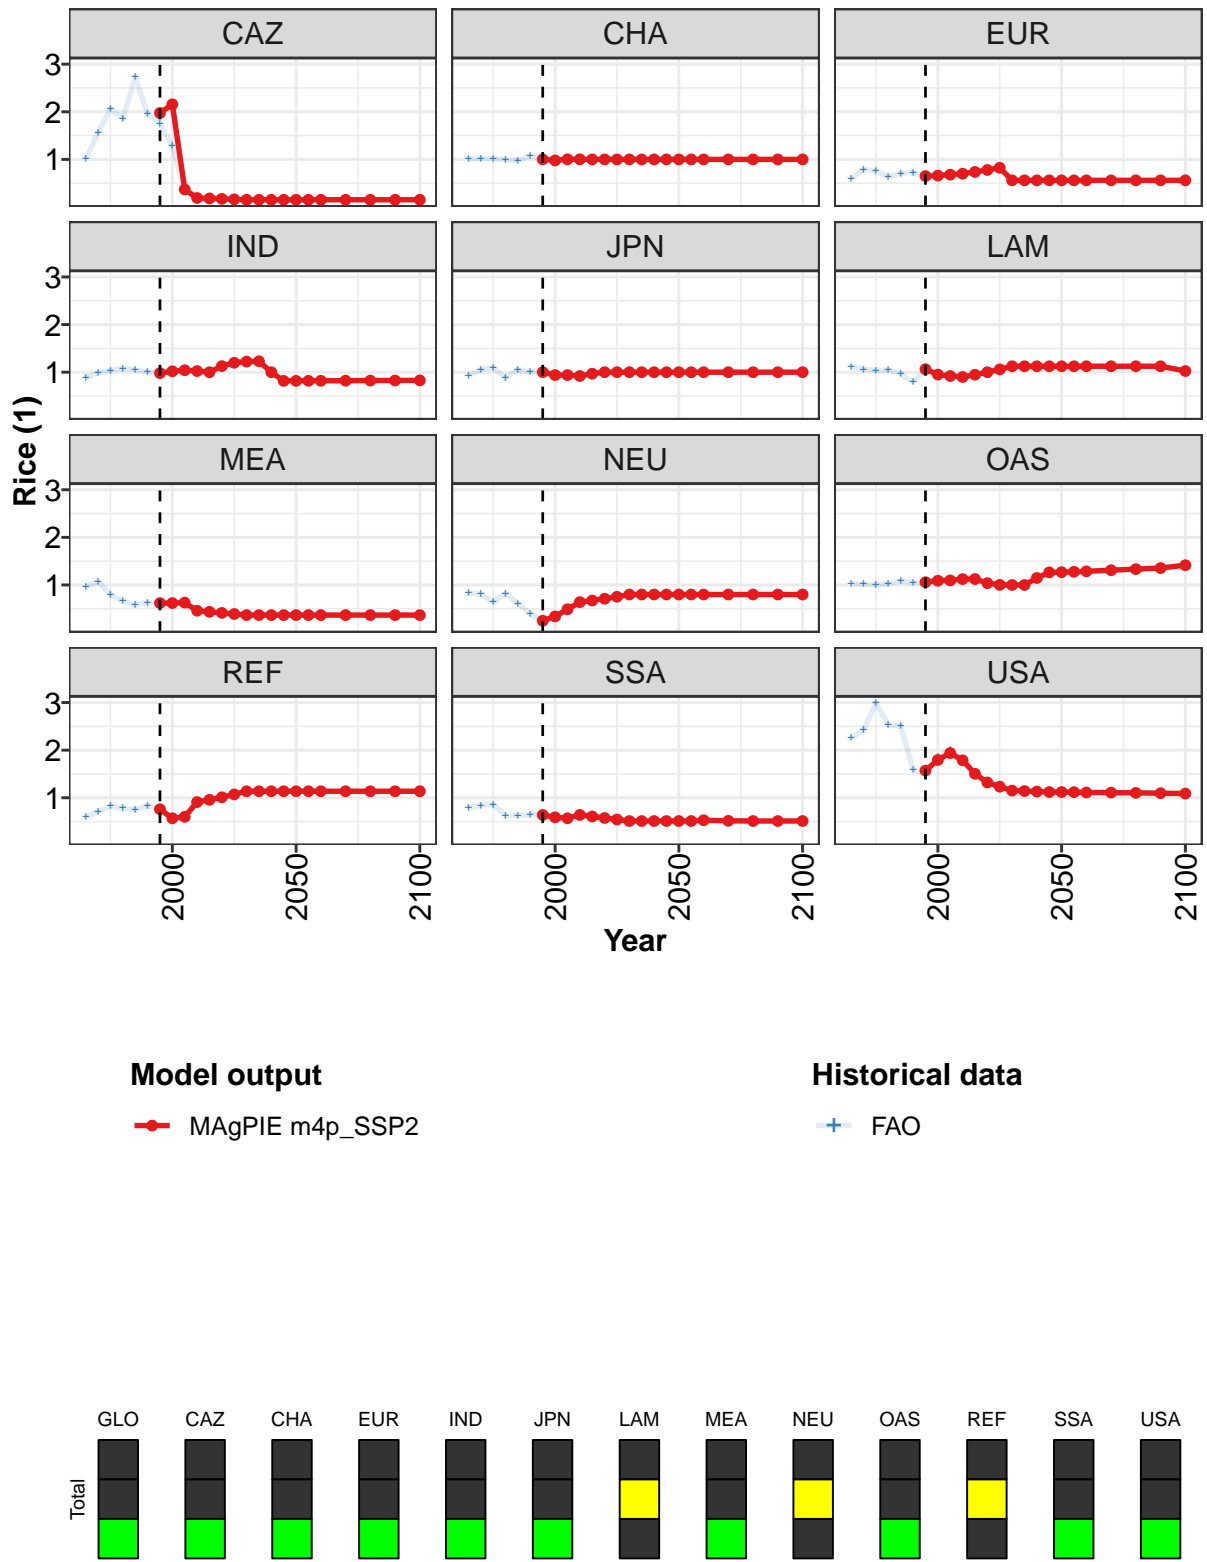 CAZ CHA EUR
3
2
1
IND JPN LAM
3
2
1
Rice (1)
MEA NEU OAS
3
2
1
REF SSA USA
3
2
1
2000 2050 2100 2000 2050 2100 2000 2050 2100
Year
Model output Historical data
MAgPIE m4p_SSP2 FAO
GLO CAZ CHA EUR IND JPN LAM MEA NEU OAS REF SSA USA
Total